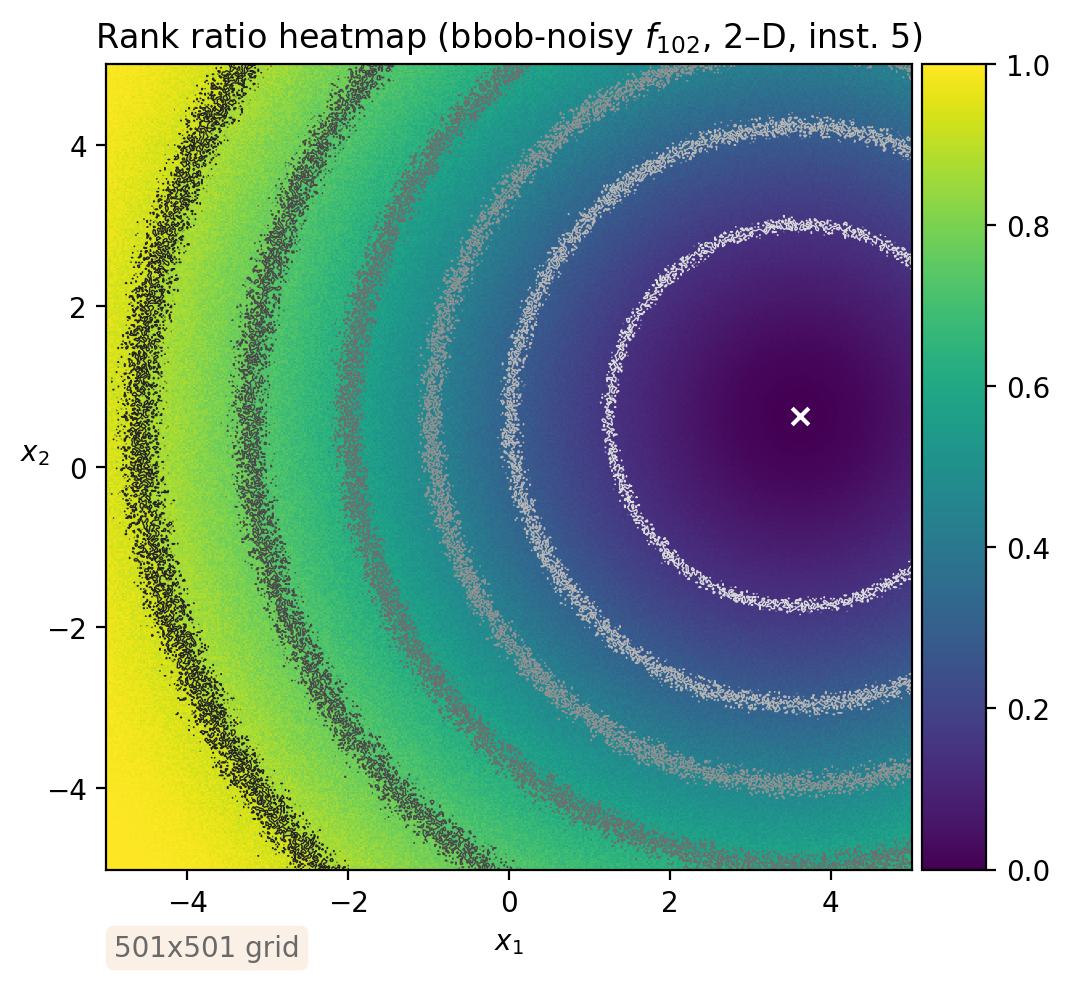 Rank ratio heatmap (bbob-noisy f₁₀₂, 2–D, inst. 5)
1.0
0.8
0.6
0.4
0.2
0.0
4
2
0
−2
−4
x₂
−4 −2 0 2 4
x₁
501x501 grid